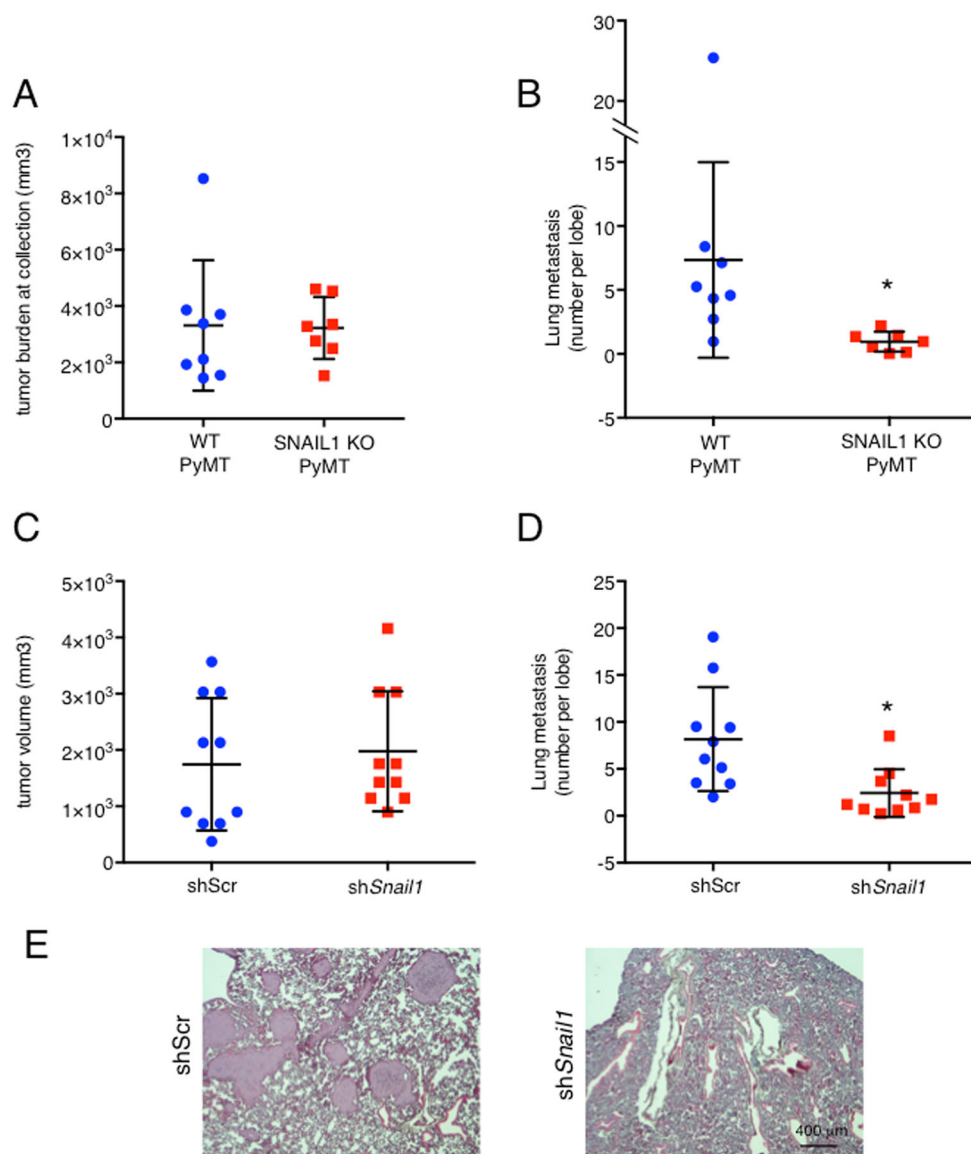 A
tumor burden at collection (mm3)
1×10⁴
8×10³
6×10³
4×10³
2×10³
0
WT
PyMT
SNAIL1 KO
PyMT
B
Lung metastasis
(number per lobe)
30
20
15
10
5
0
-5
*
WT
PyMT
SNAIL1 KO
PyMT
C
tumor volume (mm3)
5×10³
4×10³
3×10³
2×10³
1×10³
0
shScr
shSnail1
D
Lung metastasis
(number per lobe)
25
20
15
10
5
0
-5
*
shScr
shSnail1
E
shScr
shSnail1
400 μm